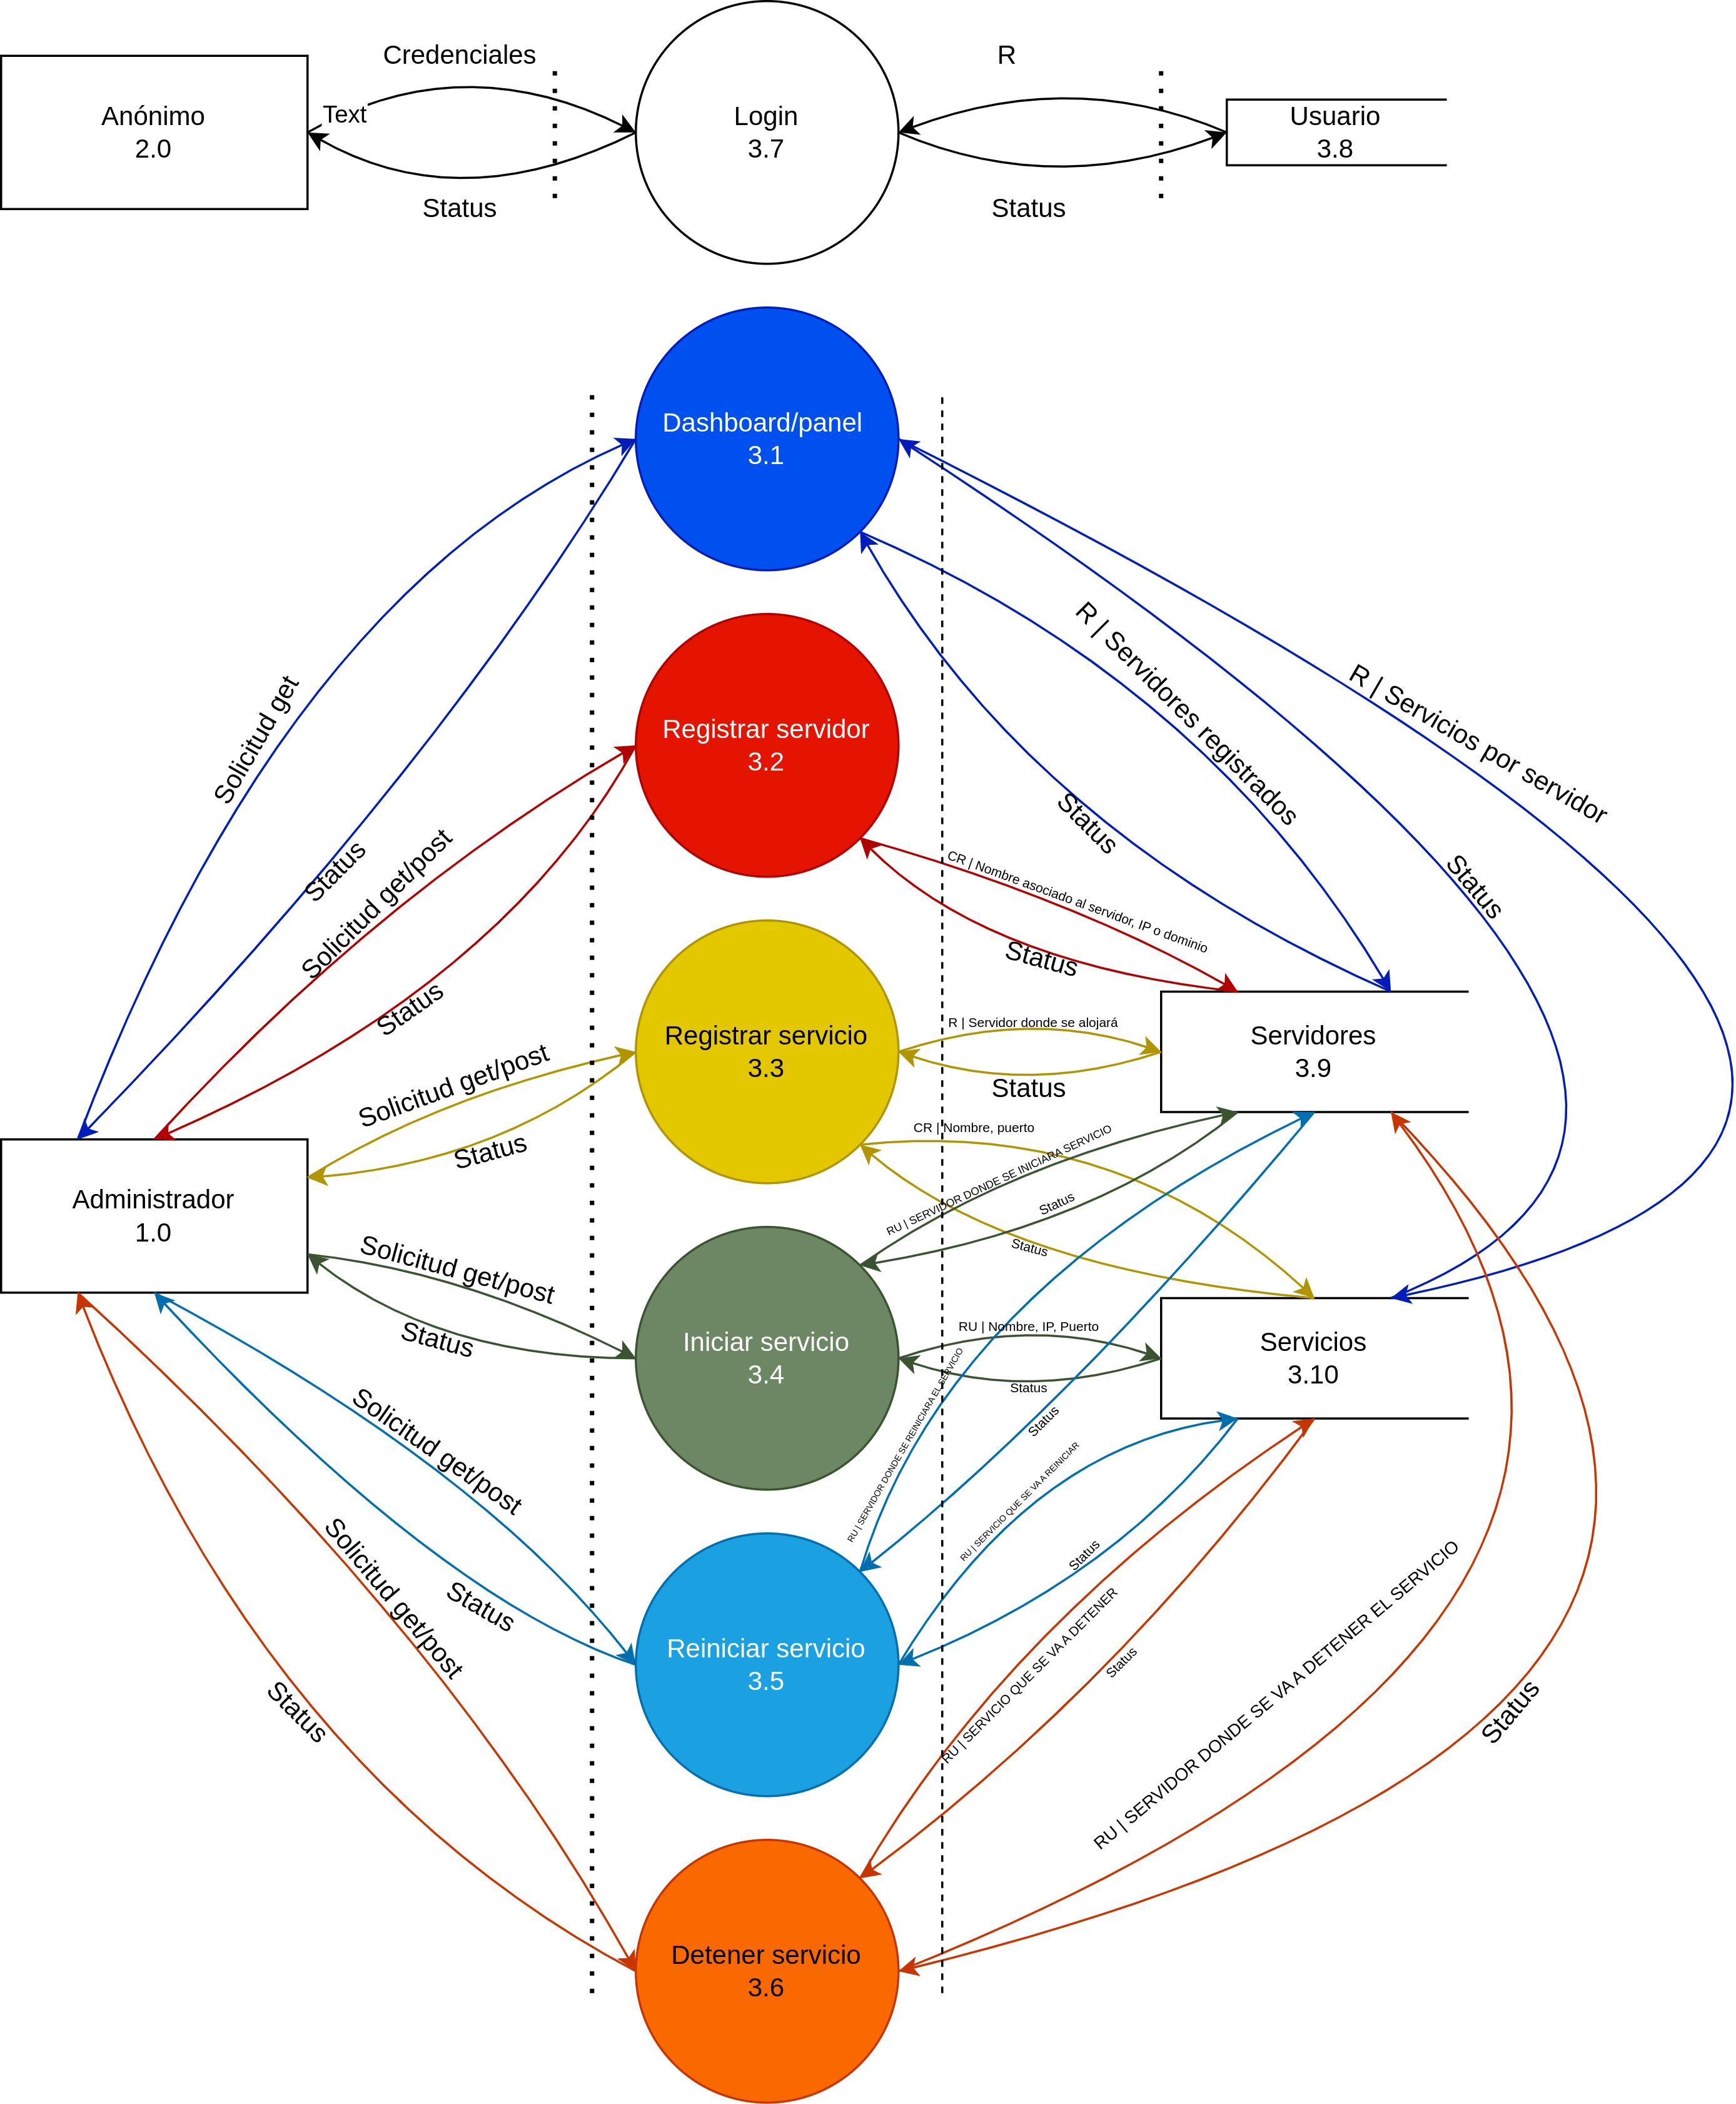 Credenciales
R
Text
Anónimo
2.0
Login
3.7
Usuario
3.8
Status
Status
Dashboard/panel
3.1
R | Servidores registrados
R | Servicios por servidor
Solicitud get
Registrar servidor
3.2
Status
Status
Solicitud get/post
CR | Nombre asociado al servidor, IP o dominio
Status
Status
Status
R | Servidor donde se alojará
Registrar servicio
3.3
Servidores
3.9
Solicitud get/post
Status
CR | Nombre, puerto
Status
RU | SERVIDOR DONDE SE INICIARA SERVICIO
Status
Administrador
1.0
Solicitud get/post
Status
Status
RU | Nombre, IP, Puerto
Iniciar servicio
3.4
Servicios
3.10
Status
RU | SERVIDOR DONDE SE REINICIARA EL SERVICIO
Status
Solicitud get/post
RU | SERVICIO QUE SE VA A REINICIAR
Status
Solicitud get/post
Status
Reiniciar servicio
3.5
RU | SERVICIO QUE SE VA A DETENER
Status
RU | SERVIDOR DONDE SE VA A DETENER EL SERVICIO
Status
Status
Detener servicio
3.6